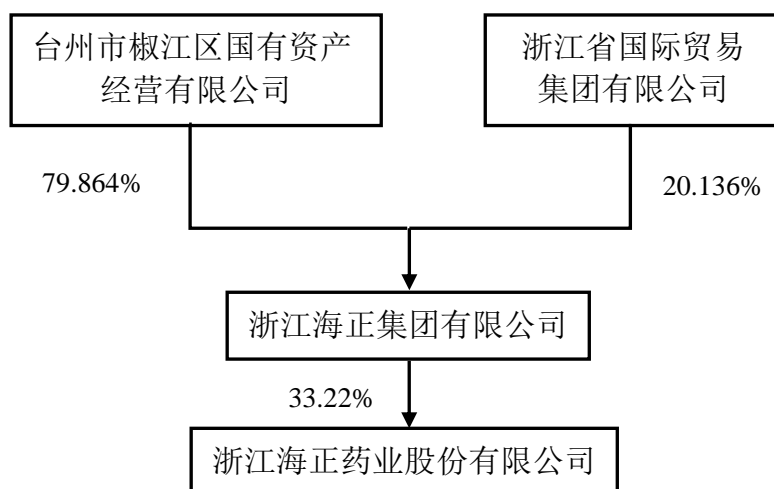 台州市椒江区国有资产
经营有限公司
浙江省国际贸易
集团有限公司
79.864%
20.136%
浙江海正集团有限公司
33.22%
浙江海正药业股份有限公司